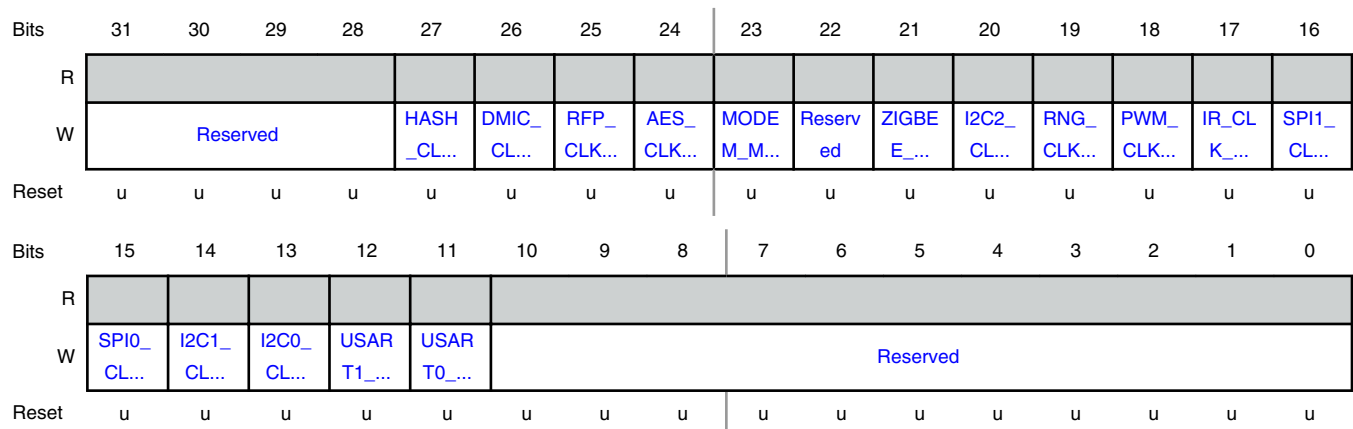 Bits 31 30 29 28 27 26 25 24 23 22 21 20 19 18 17 16
R
W Reserved HASH _CL... DMIC_ CL... RFP_ CLK... AES_ CLK... MODE M_M... Reserv ed ZIGBE E_... I2C2_ CL... RNG_ CLK... PWM_ CLK... IR_CL K_... SPI1_ CL...
Reset u u u u u u u u u u u u u u u u
Bits 15 14 13 12 11 10 9 8 7 6 5 4 3 2 1 0
R
W SPI0_ CL... I2C1_ CL... I2C0_ CL... USAR T1_... USAR T0_... Reserved
Reset u u u u u u u u u u u u u u u u